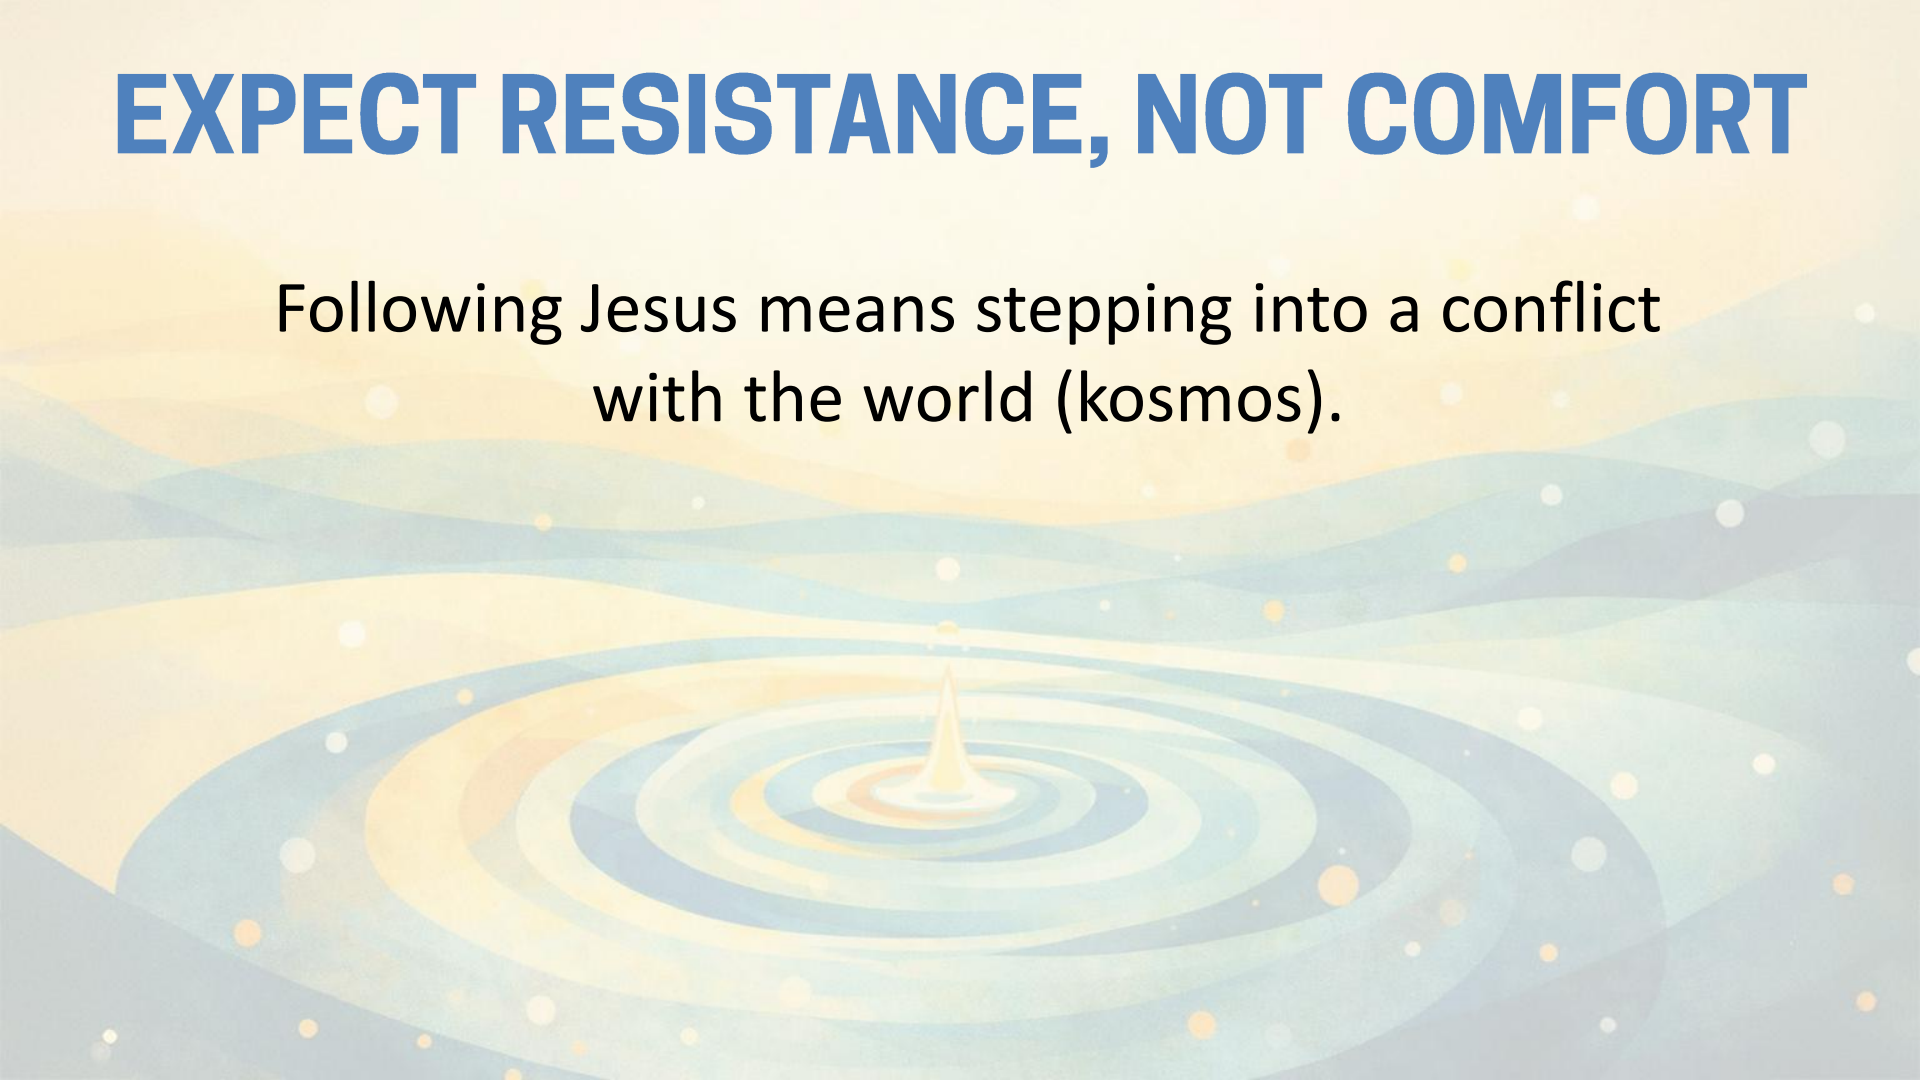 EXPECT RESISTANCE, NOT COMFORT
Following Jesus means stepping into a conflict
with the world (kosmos).